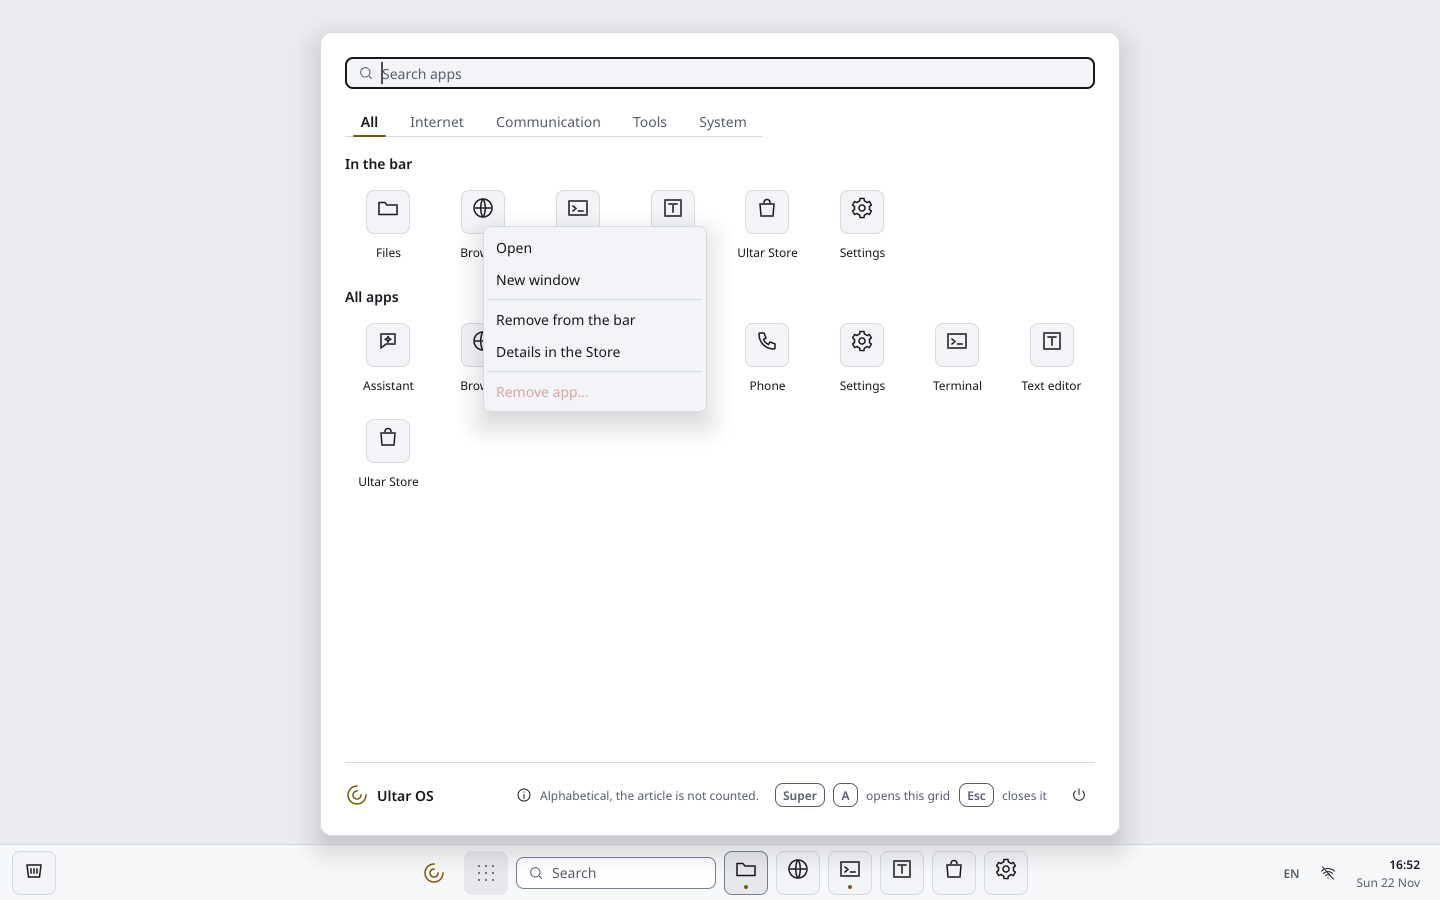 Search apps
All Internet Communication Tools System
In the bar
Files Ultar Store Settings
Open
New window
All apps
Remove from the bar
Details in the Store
Assistant Phone Settings Terminal Text editor
Remove app...
Ultar Store
Ultar OS Alphabetical, the article is not counted. Super A opens this grid Esc closes it
Search EN 16:52
Sun 22 Nov